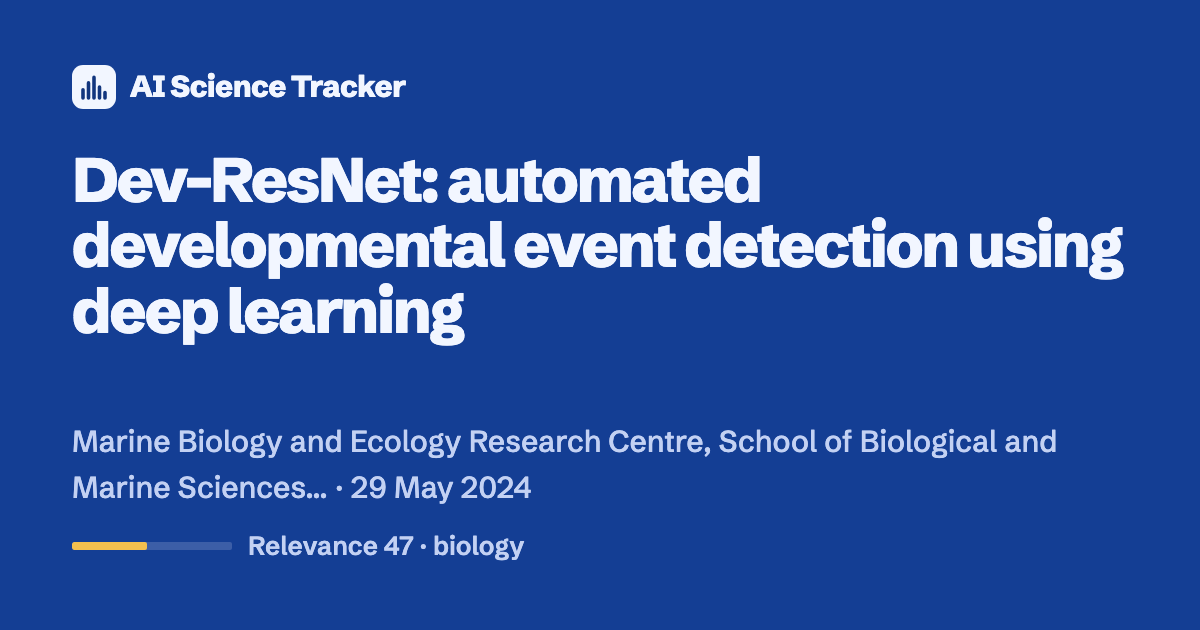 AI Science Tracker
Dev-ResNet: automated
developmental event detection using
deep learning
Marine Biology and Ecology Research Centre, School of Biological and
Marine Sciences... · 29 May 2024
Relevance 47 · biology